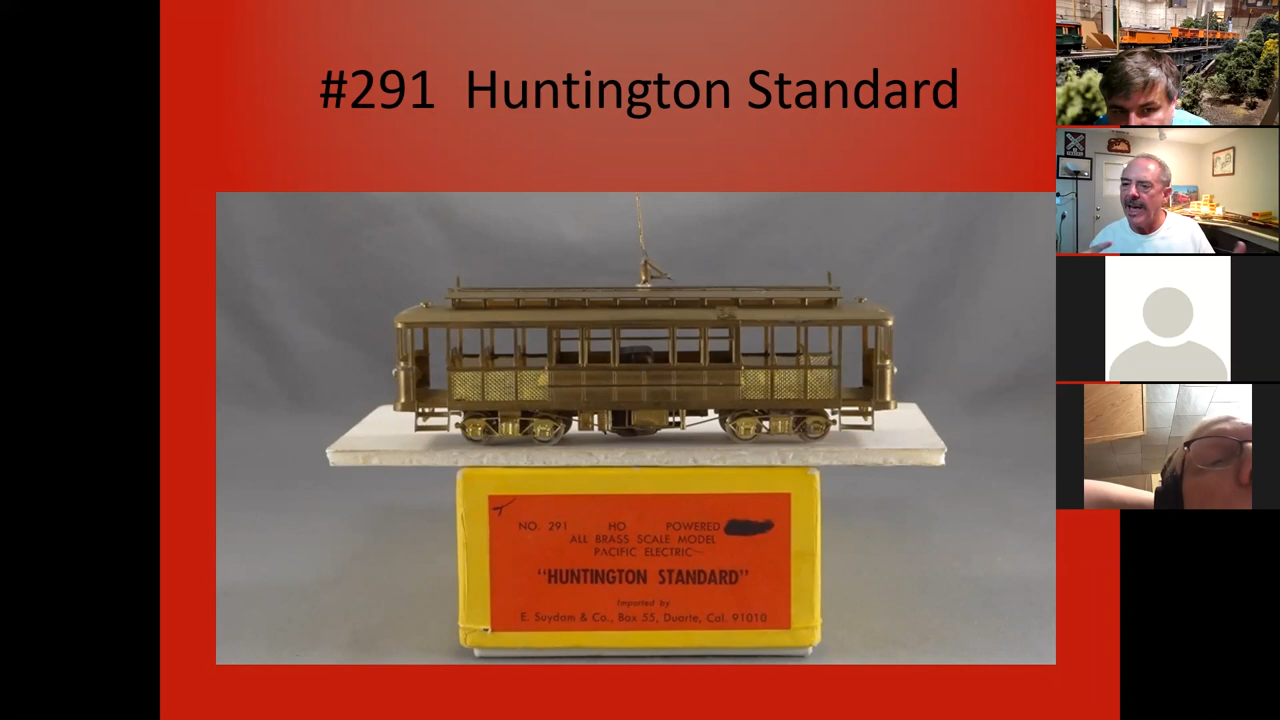 #291 Huntington Standard
NO. 291 HO POWERED
ALL BRASS SCALE MODEL
PACIFIC ELECTRIC
"HUNTINGTON STANDARD"
Imported by
E. Suydam & Co., Box 55, Duarte, Cal. 91010